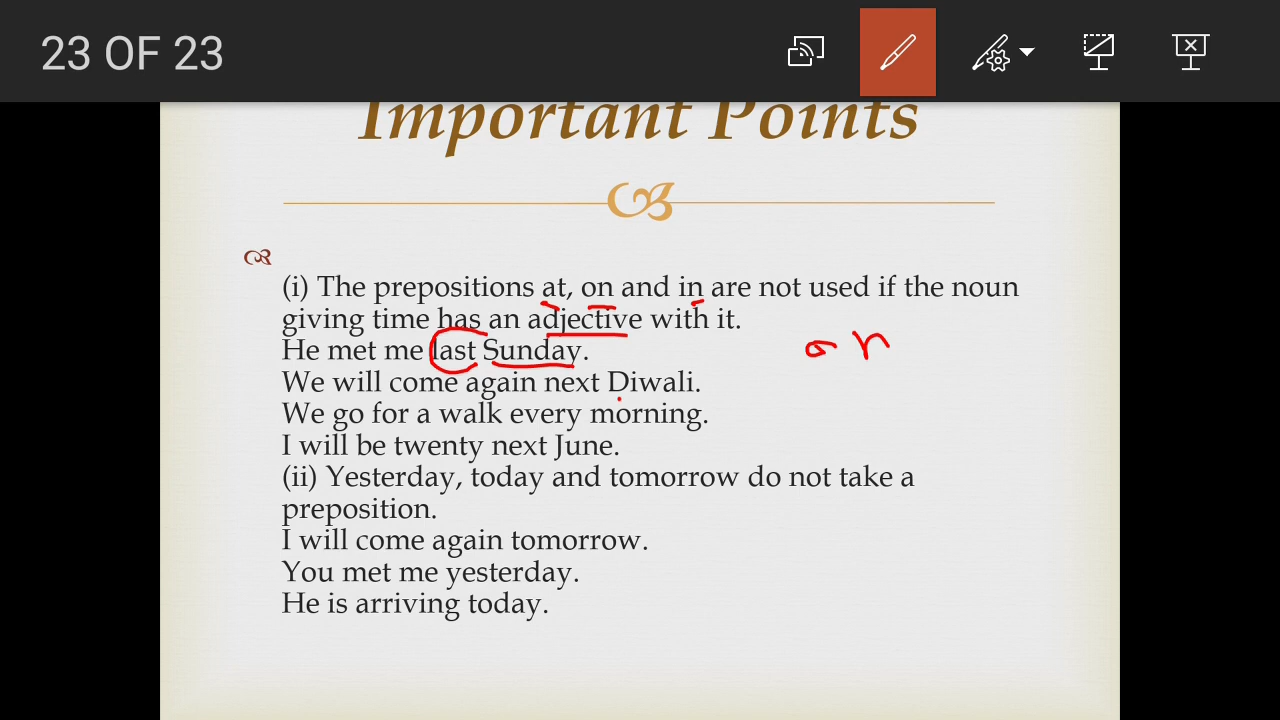 23 OF 23
Important Points
(i) The prepositions at, on and in are not used if the noun
giving time has an adjective with it.
He met me last Sunday.
on
We will come again next Diwali.
We go for a walk every morning.
I will be twenty next June.
(ii) Yesterday, today and tomorrow do not take a
preposition.
I will come again tomorrow.
You met me yesterday.
He is arriving today.